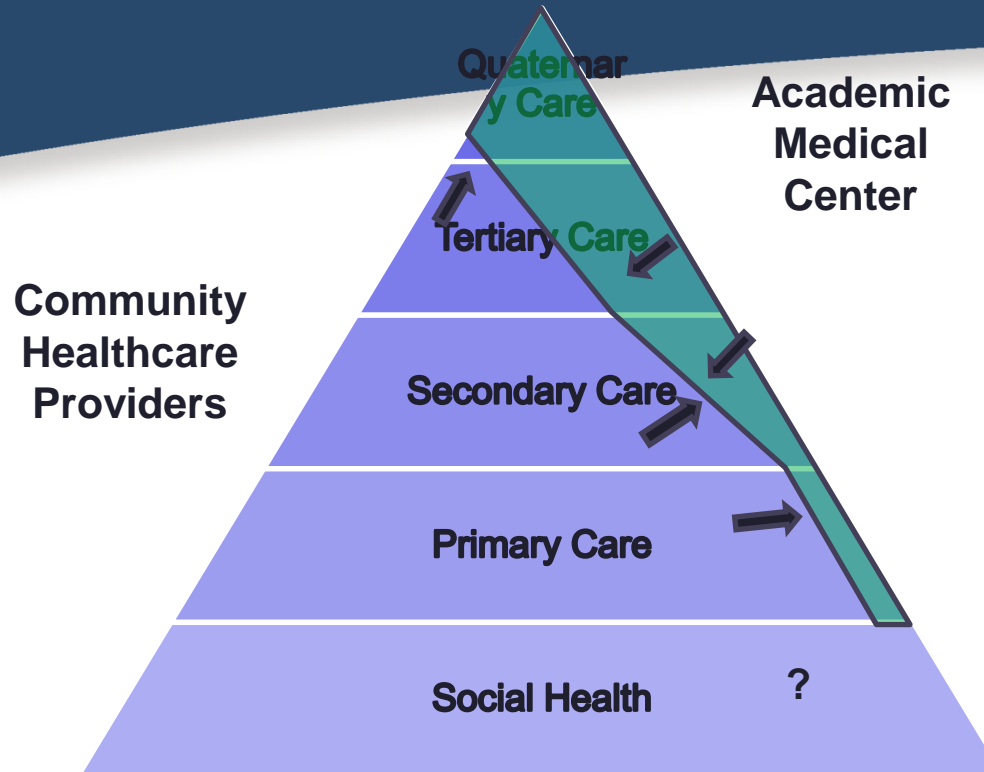 Quaternar
y Care
Academic
Medical
Center
Tertiary Care
Community
Healthcare
Providers
Secondary Care
Primary Care
Social Health
?